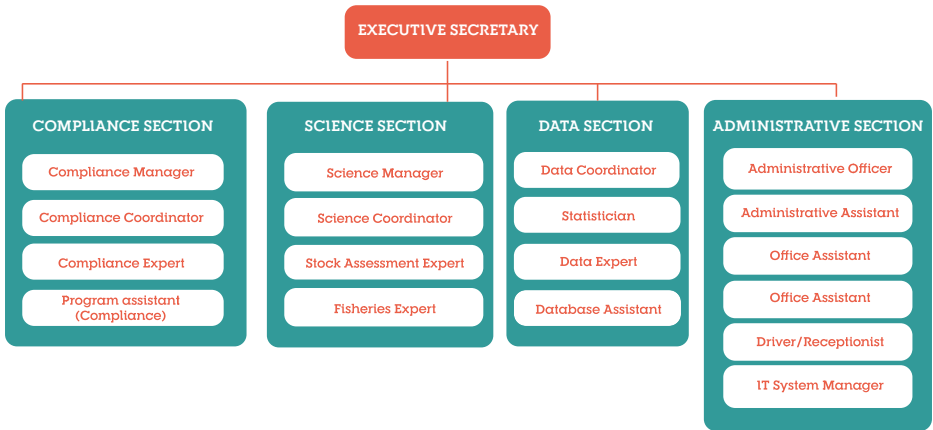 EXECUTIVE SECRETARY
COMPLIANCE SECTION
Compliance Manager
Compliance Coordinator
Compliance Expert
Program assistant
(Compliance)
SCIENCE SECTION
Science Manager
Science Coordinator
Stock Assessment Expert
Fisheries Expert
DATA SECTION
Data Coordinator
Statistician
Data Expert
Database Assistant
ADMINISTRATIVE SECTION
Administrative Officer
Administrative Assistant
Office Assistant
Office Assistant
Driver/Receptionist
IT System Manager